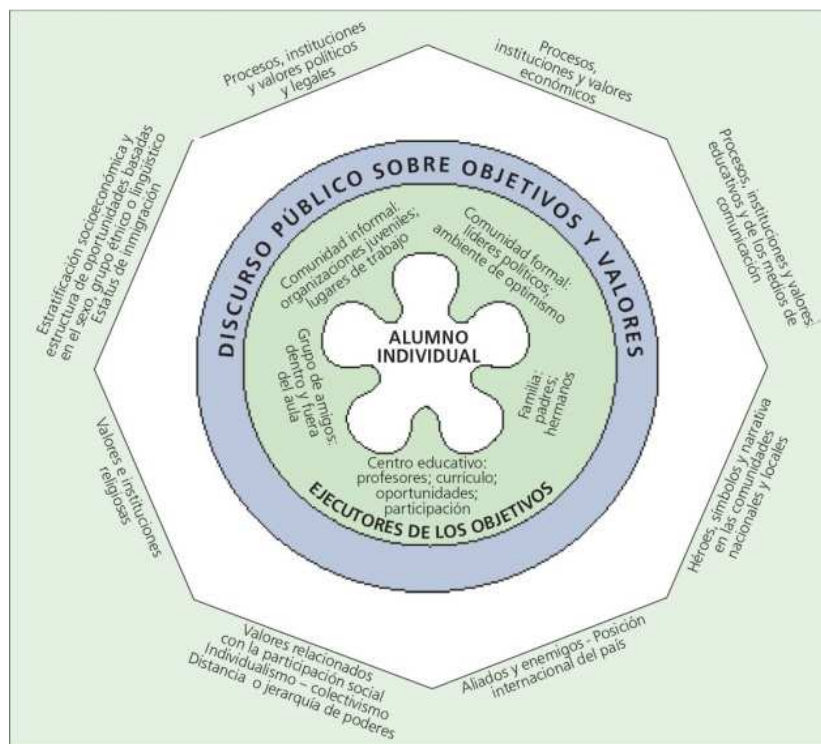 Procesos, instituciones
y valores políticos
y legales
Procesos,
instituciones y valores
económicos
Procesos, instituciones y valores:
educativos y de los medios de
comunicación
Héroes, símbolos y narrativa
en las comunidades
nacionales y locales
Aliados y enemigos - Posición
internacional del país
Valores relacionados
con la participación social
Individualismo – colectivismo
Distancia o jerarquía de poderes
Valores e instituciones
religiosas
Estratificación socioeconómica y
estructura de oportunidades basadas
en el sexo, grupo étnico o lingüístico
Estatus de inmigración
DISCURSO PÚBLICO SOBRE OBJETIVOS Y VALORES
Comunidad informal:
organizaciones juveniles;
lugares de trabajo
Comunidad formal:
líderes políticos;
ambiente de optimismo
Familia:
padres;
hermanos
Centro educativo:
profesores; currículo;
oportunidades;
participación
Grupo de amigos:
dentro y fuera
del aula
ALUMNO
INDIVIDUAL
EJECUTORES DE LOS OBJETIVOS